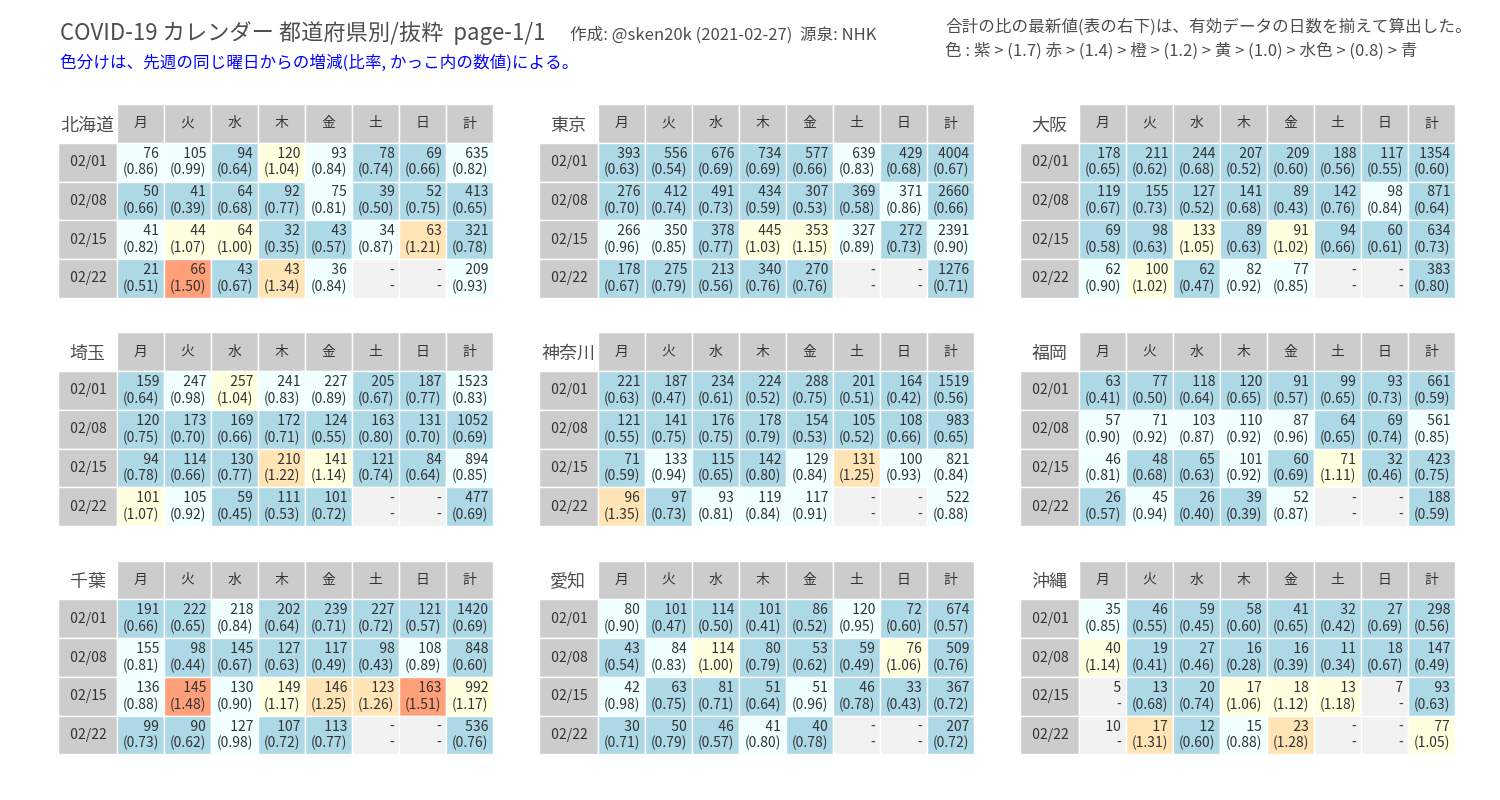 COVID-19 カレンダー 都道府県別/抜粋 page-1/1 作成: @sken20k (2021-02-27) 源泉: NHK
色分けは、先週の同じ曜日からの増減(比率, かっこ内の数値)による。
合計の比の最新値(表の右下)は、有効データの日数を揃えて算出した。
色 : 紫 > (1.7) 赤 > (1.4) > 橙 > (1.2) > 黄 > (1.0) > 水色 > (0.8) > 青
北海道 月 火 水 木 金 土 日 計
02/01 76 105 94 120 93 78 69 635
(0.86) (0.99) (0.64) (1.04) (0.84) (0.74) (0.66) (0.82)
02/08 50 41 64 92 75 39 52 413
(0.66) (0.39) (0.68) (0.77) (0.81) (0.50) (0.75) (0.65)
02/15 41 44 64 32 43 34 63 321
(0.82) (1.07) (1.00) (0.35) (0.57) (0.87) (1.21) (0.78)
02/22 21 66 43 43 36 - - 209
(0.51) (1.50) (0.67) (1.34) (0.84) - - (0.93)
東京 月 火 水 木 金 土 日 計
02/01 393 556 676 734 577 639 429 4004
(0.63) (0.54) (0.69) (0.69) (0.66) (0.83) (0.68) (0.67)
02/08 276 412 491 434 307 369 371 2660
(0.70) (0.74) (0.73) (0.59) (0.53) (0.58) (0.86) (0.66)
02/15 266 350 378 445 353 327 272 2391
(0.96) (0.85) (0.77) (1.03) (1.15) (0.89) (0.73) (0.90)
02/22 178 275 213 340 270 - - 1276
(0.67) (0.79) (0.56) (0.76) (0.76) - - (0.71)
大阪 月 火 水 木 金 土 日 計
02/01 178 211 244 207 209 188 117 1354
(0.65) (0.62) (0.68) (0.52) (0.60) (0.56) (0.55) (0.60)
02/08 119 155 127 141 89 142 98 871
(0.67) (0.73) (0.52) (0.68) (0.43) (0.76) (0.84) (0.64)
02/15 69 98 133 89 91 94 60 634
(0.58) (0.63) (1.05) (0.63) (1.02) (0.66) (0.61) (0.73)
02/22 62 100 62 82 77 - - 383
(0.90) (1.02) (0.47) (0.92) (0.85) - - (0.80)
埼玉 月 火 水 木 金 土 日 計
02/01 159 247 257 241 227 205 187 1523
(0.64) (0.98) (1.04) (0.83) (0.89) (0.67) (0.77) (0.83)
02/08 120 173 169 172 124 163 131 1052
(0.75) (0.70) (0.66) (0.71) (0.55) (0.80) (0.70) (0.69)
02/15 94 114 130 210 141 121 84 894
(0.78) (0.66) (0.77) (1.22) (1.14) (0.74) (0.64) (0.85)
02/22 101 105 59 111 101 - - 477
(1.07) (0.92) (0.45) (0.53) (0.72) - - (0.69)
神奈川 月 火 水 木 金 土 日 計
02/01 221 187 234 224 288 201 164 1519
(0.63) (0.47) (0.61) (0.52) (0.75) (0.51) (0.42) (0.56)
02/08 121 141 176 178 154 105 108 983
(0.55) (0.75) (0.75) (0.79) (0.53) (0.52) (0.66) (0.65)
02/15 71 133 115 142 129 131 100 821
(0.59) (0.94) (0.65) (0.80) (0.84) (1.25) (0.93) (0.84)
02/22 96 97 93 119 117 - - 522
(1.35) (0.73) (0.81) (0.84) (0.91) - - (0.88)
福岡 月 火 水 木 金 土 日 計
02/01 63 77 118 120 91 99 93 661
(0.41) (0.50) (0.64) (0.65) (0.57) (0.65) (0.73) (0.59)
02/08 57 71 103 110 87 64 69 561
(0.90) (0.92) (0.87) (0.92) (0.96) (0.65) (0.74) (0.85)
02/15 46 48 65 101 60 71 32 423
(0.81) (0.68) (0.63) (0.92) (0.69) (1.11) (0.46) (0.75)
02/22 26 45 26 39 52 - - 188
(0.57) (0.94) (0.40) (0.39) (0.87) - - (0.59)
千葉 月 火 水 木 金 土 日 計
02/01 191 222 218 202 239 227 121 1420
(0.66) (0.65) (0.84) (0.64) (0.71) (0.72) (0.57) (0.69)
02/08 155 98 145 127 117 98 108 848
(0.81) (0.44) (0.67) (0.63) (0.49) (0.43) (0.89) (0.60)
02/15 136 145 130 149 146 123 163 992
(0.88) (1.48) (0.90) (1.17) (1.25) (1.26) (1.51) (1.17)
02/22 99 90 127 107 113 - - 536
(0.73) (0.62) (0.98) (0.72) (0.77) - - (0.76)
愛知 月 火 水 木 金 土 日 計
02/01 80 101 114 101 86 120 72 674
(0.90) (0.47) (0.50) (0.41) (0.52) (0.95) (0.60) (0.57)
02/08 43 84 114 80 53 59 76 509
(0.54) (0.83) (1.00) (0.79) (0.62) (0.49) (1.06) (0.76)
02/15 42 63 81 51 51 46 33 367
(0.98) (0.75) (0.71) (0.64) (0.96) (0.78) (0.43) (0.72)
02/22 30 50 46 41 40 - - 207
(0.71) (0.79) (0.57) (0.80) (0.78) - - (0.72)
沖縄 月 火 水 木 金 土 日 計
02/01 35 46 59 58 41 32 27 298
(0.85) (0.55) (0.45) (0.60) (0.65) (0.42) (0.69) (0.56)
02/08 40 19 27 16 16 11 18 147
(1.14) (0.41) (0.46) (0.28) (0.39) (0.34) (0.67) (0.49)
02/15 5 13 20 17 18 13 7 93
- (0.68) (0.74) (1.06) (1.12) (1.18) - (0.63)
02/22 10 17 12 15 23 - - 77
- (1.31) (0.60) (0.88) (1.28) - - (1.05)